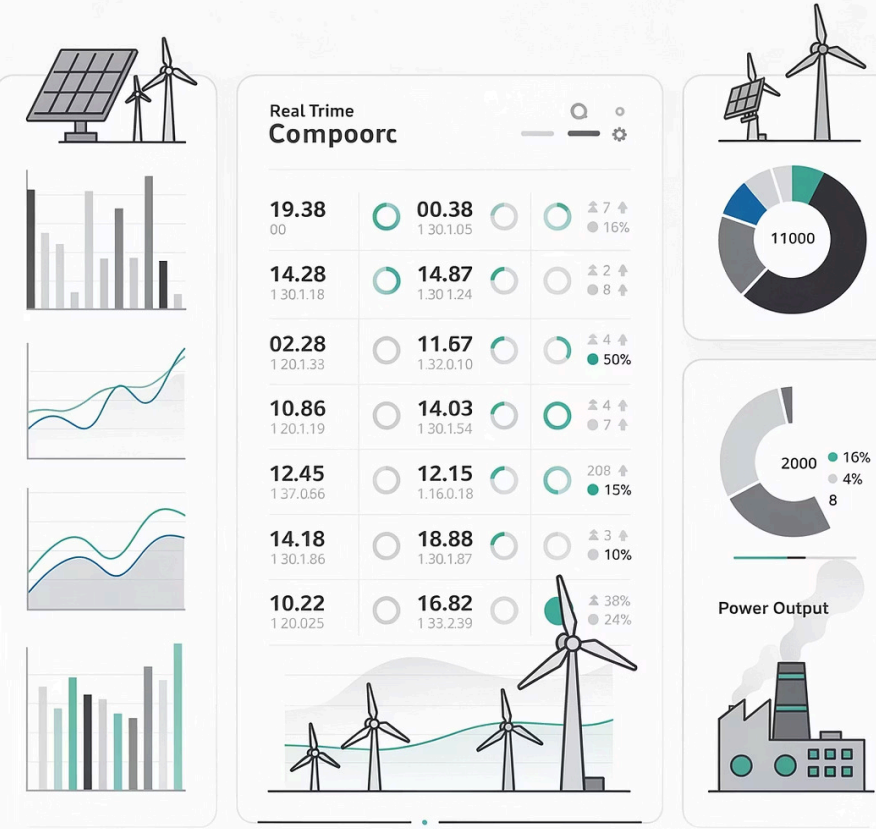 Real Trime
Compoorc
19.38 00.38 7
00 1 30.1.05 16%
14.28 14.87 2
1 30.1.18 1.30 1.24 8
02.28 11.67 4
1 20.1.33 1.32.0.10 50%
10.86 14.03 4
1 20.1.19 1 30.1.54 7
12.45 12.15 208
1 37.0.66 1.16.0.18 15%
14.18 18.88 3
1 30.1.86 1.30.1.87 10%
10.22 16.82 38%
1 20.025 1 33.2.39 24%
11000
2000
16%
4%
8
Power Output